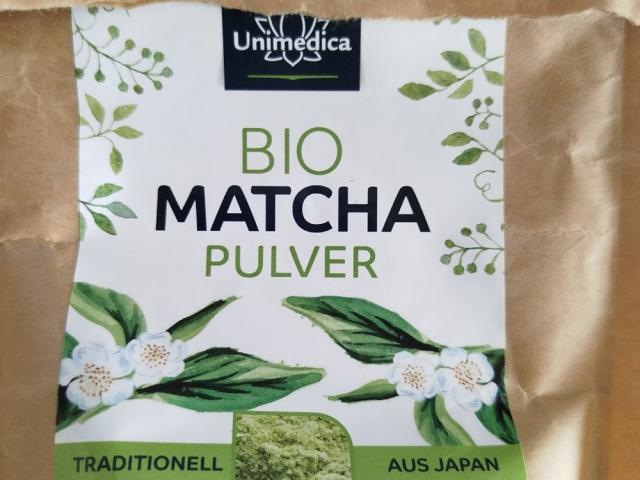 Unimedica
BIO
MATCHA
PULVER
TRADITIONELL
AUS JAPAN